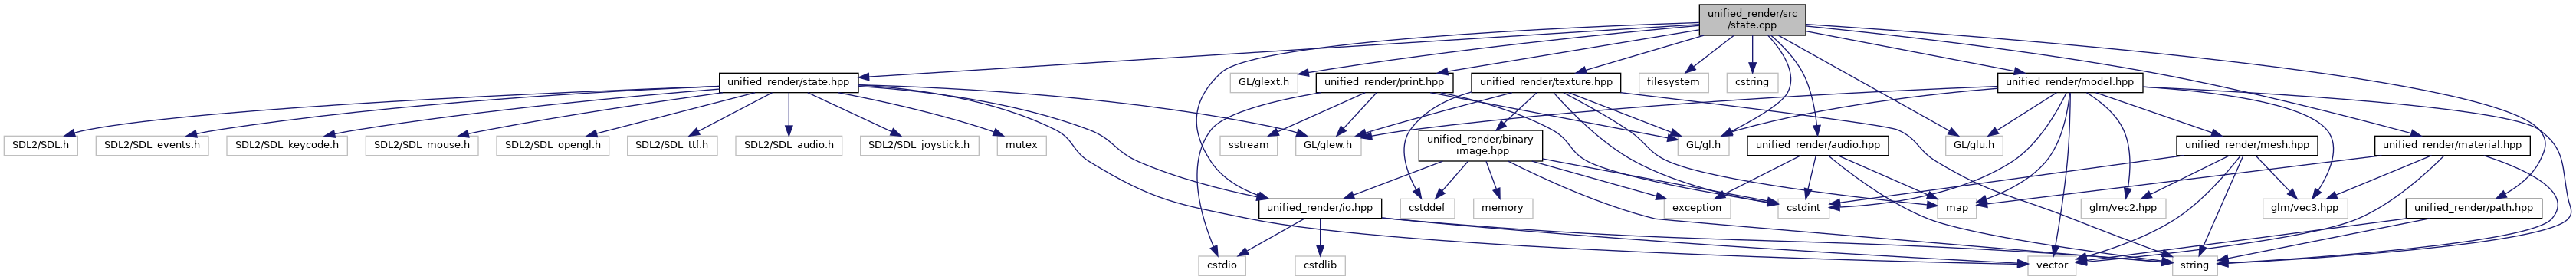 unified_render/src
/state.cpp
unified_render/state.hpp
GL/glext.h
unified_render/print.hpp
unified_render/texture.hpp
filesystem
cstring
unified_render/model.hpp
SDL2/SDL.h
SDL2/SDL_events.h
SDL2/SDL_keycode.h
SDL2/SDL_mouse.h
SDL2/SDL_opengl.h
SDL2/SDL_ttf.h
SDL2/SDL_audio.h
SDL2/SDL_joystick.h
mutex
sstream
GL/glew.h
unified_render/binary
_image.hpp
GL/gl.h
unified_render/audio.hpp
GL/glu.h
unified_render/mesh.hpp
unified_render/material.hpp
unified_render/io.hpp
cstddef
memory
exception
cstdint
map
glm/vec2.hpp
glm/vec3.hpp
unified_render/path.hpp
cstdio
cstdlib
vector
string